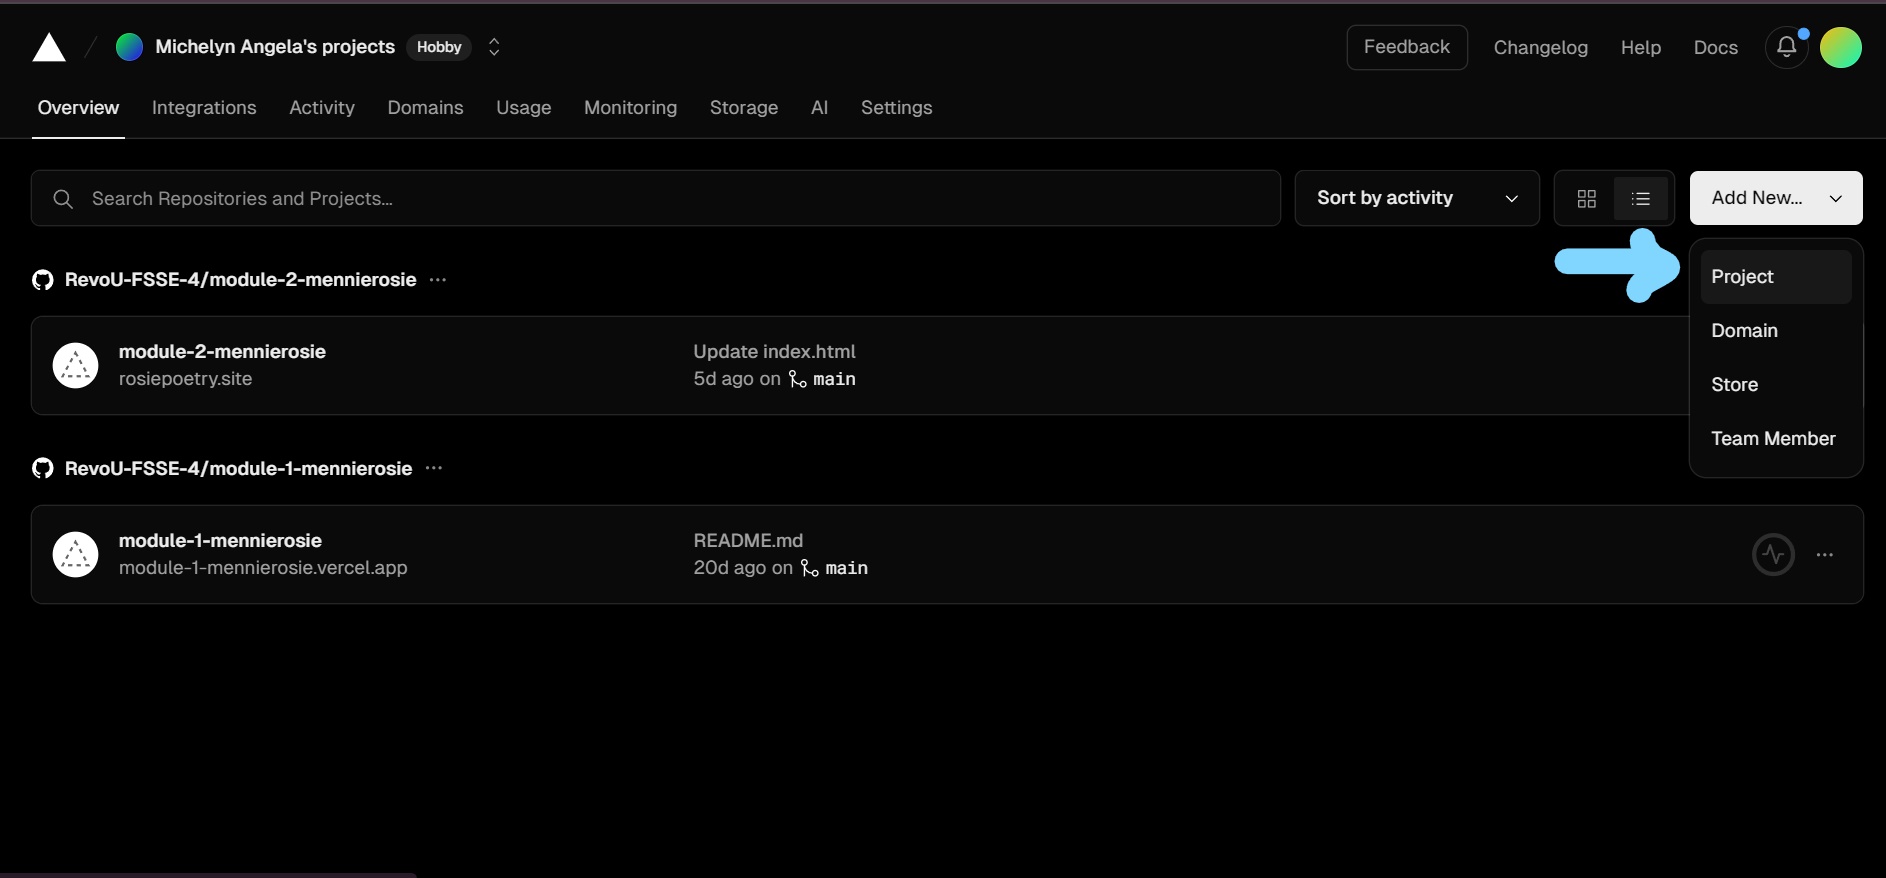 Michelyn Angela's projects Hobby
Feedback Changelog Help Docs
Overview Integrations Activity Domains Usage Monitoring Storage AI Settings
Search Repositories and Projects...
Sort by activity
Add New...
Project
Domain
Store
Team Member
RevoU-FSSE-4/module-2-mennierosie
module-2-mennierosie
rosiepoetry.site
Update index.html
5d ago on main
RevoU-FSSE-4/module-1-mennierosie
module-1-mennierosie
module-1-mennierosie.vercel.app
README.md
20d ago on main